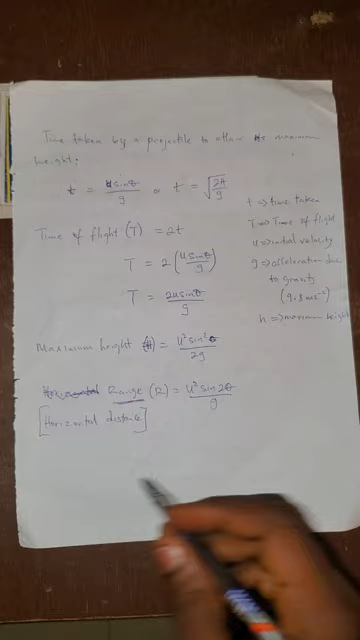 Time taken by a projectile to attain its maximum
height:
t = usinθ/g or t = √(2H/g)
t => time taken
Time of flight (T) = 2t
T => Time of flight
u => initial velocity
T = 2(usinθ/g)
g => acceleration due
to gravity
T = 2usinθ/g
(9.8ms⁻²)
h => maximum height
Maximum height (H) = u²sin²θ/2g
Range (R) = u²sin2θ/g
[Horizontal distance]